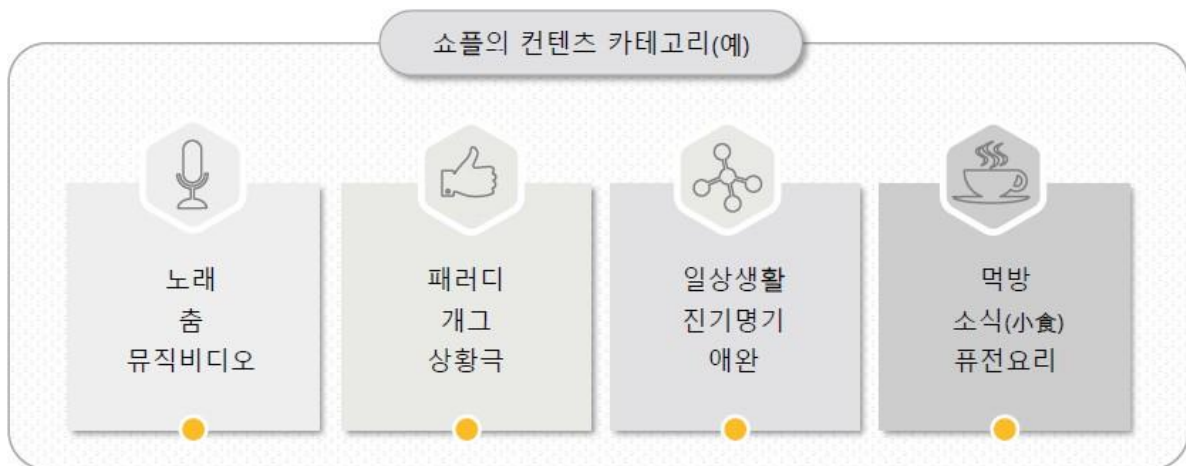 쇼플의 컨텐츠 카테고리(예)
노래
춤
뮤직비디오
패러디
개그
상황극
일상생활
진기명기
애완
먹방
소식(小食)
퓨전요리